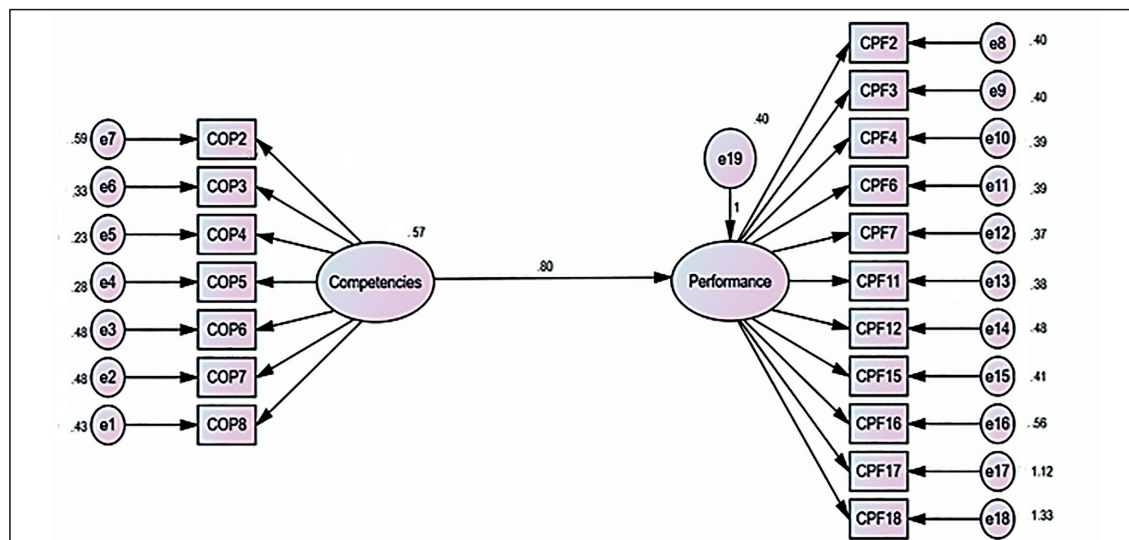 CPF2 e8 .40
CPF3 e9 .40
CPF4 e10 .39
CPF6 e11 .39
CPF7 e12 .37
CPF11 e13 .38
CPF12 e14 .48
CPF15 e15 .41
CPF16 e16 .56
CPF17 e17 1.12
CPF18 e18 1.33
.40
e19
1
.59 e7 COP2
.33 e6 COP3
.23 e5 COP4
.28 e4 COP5
.48 e3 COP6
.48 e2 COP7
.43 e1 COP8
.57
Competencies
.80
Performance